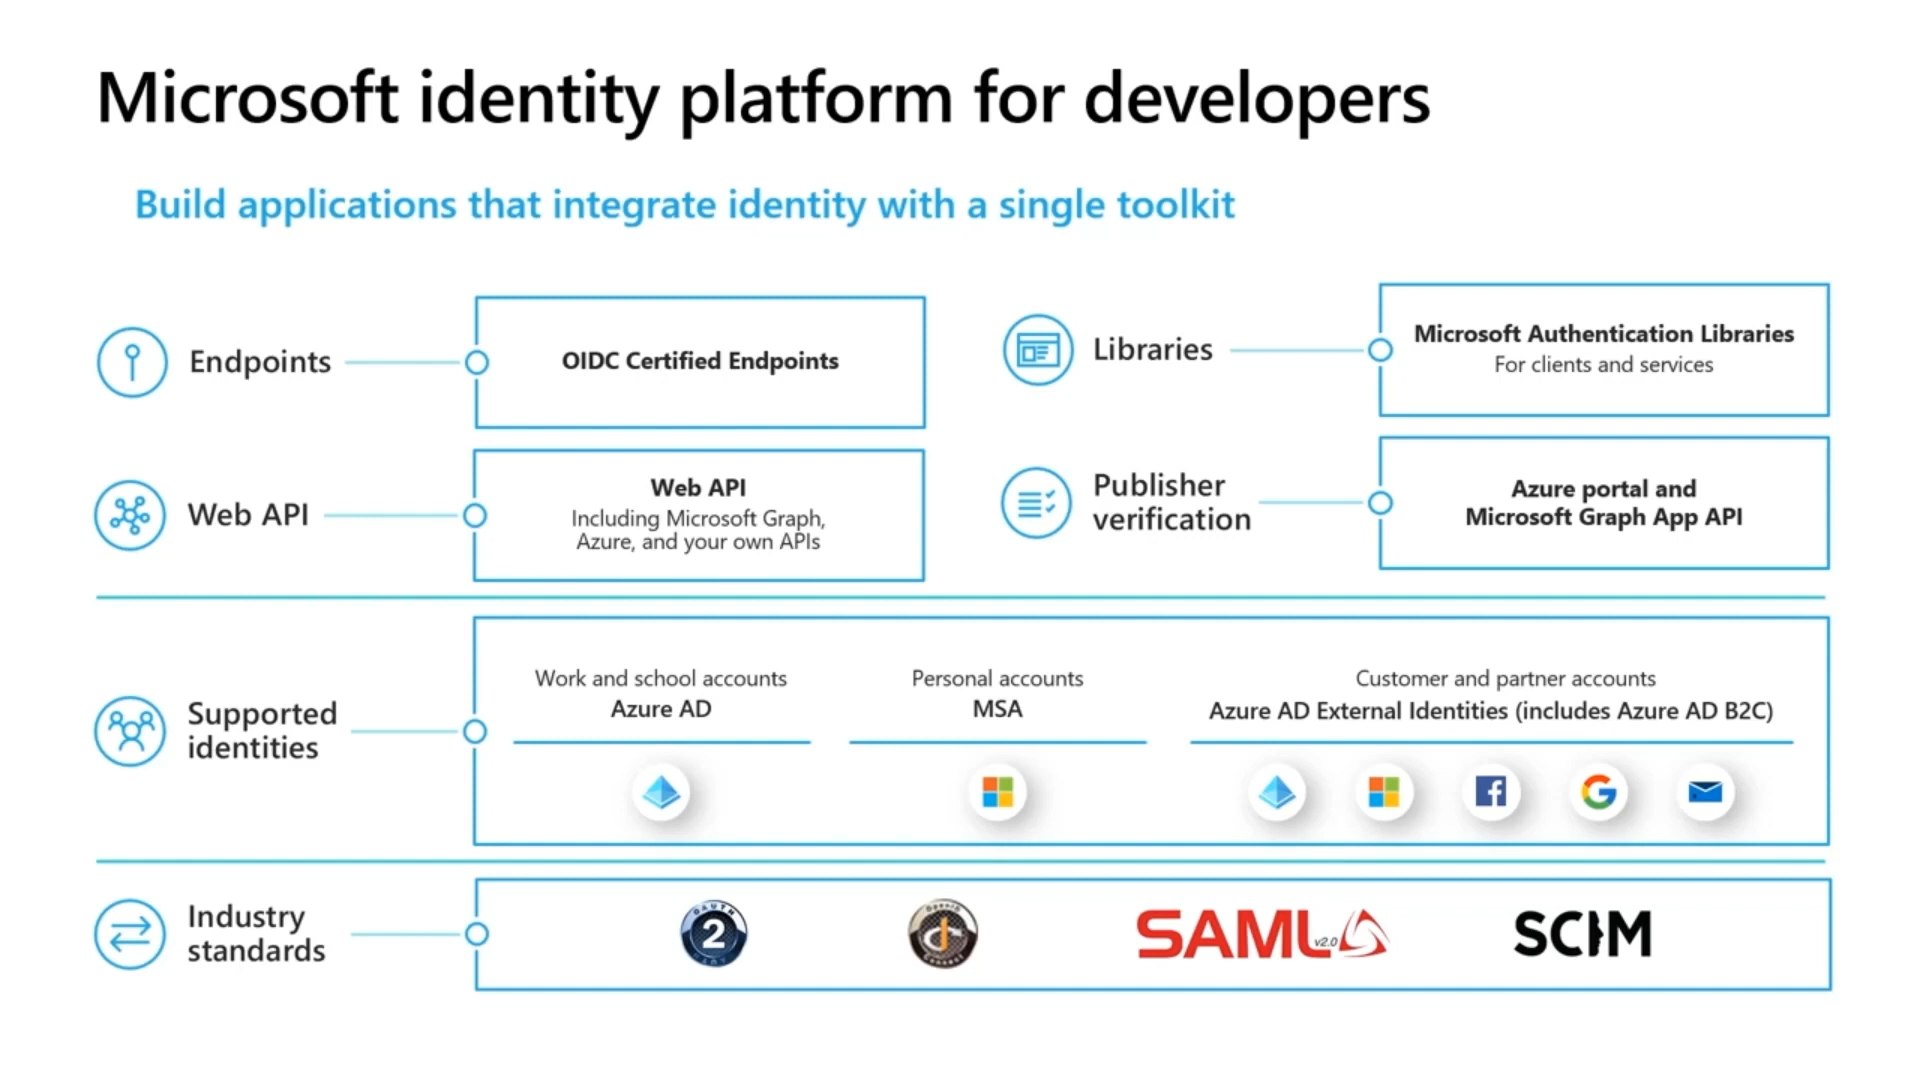 Microsoft identity platform for developers
Build applications that integrate identity with a single toolkit
Endpoints
OIDC Certified Endpoints
Libraries
Microsoft Authentication Libraries
For clients and services
Web API
Web API
Including Microsoft Graph,
Azure, and your own APIs
Publisher
verification
Azure portal and
Microsoft Graph App API
Supported
identities
Work and school accounts
Azure AD
Personal accounts
MSA
Customer and partner accounts
Azure AD External Identities (includes Azure AD B2C)
Industry
standards
OAUTH
2
OpenID
Connect
SAML v2.0
SCIM